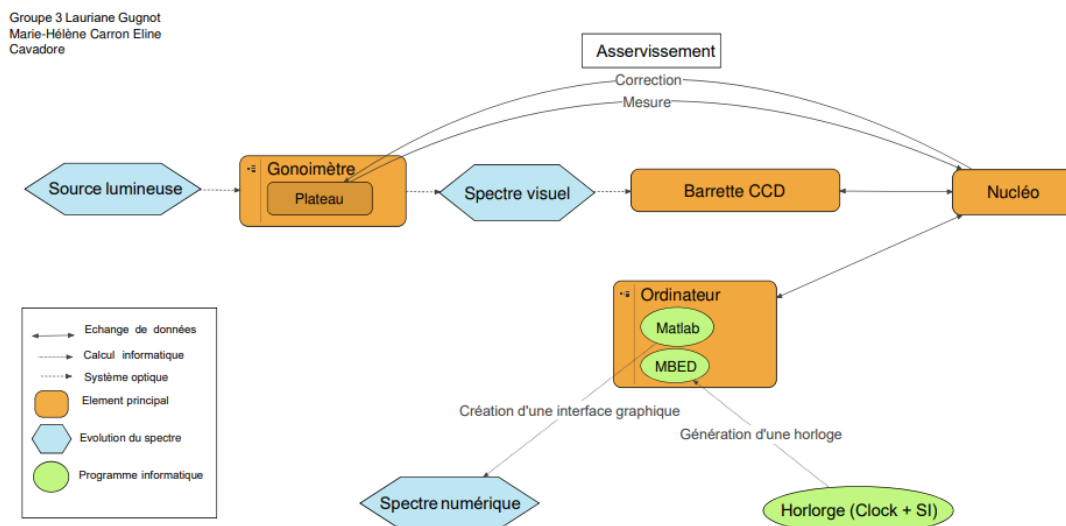 Groupe 3 Lauriane Gugnot
Marie-Hélène Carron Eline
Cavadore
Asservissement
Correction
Mesure
Source lumineuse
Gonoimètre
Plateau
Spectre visuel
Barrette CCD
Nucléo
Ordinateur
Matlab
MBED
Echange de données
Calcul informatique
Système optique
Element principal
Evolution du spectre
Programme informatique
Création d'une interface graphique
Génération d'une horloge
Spectre numérique
Horlorge (Clock + SI)